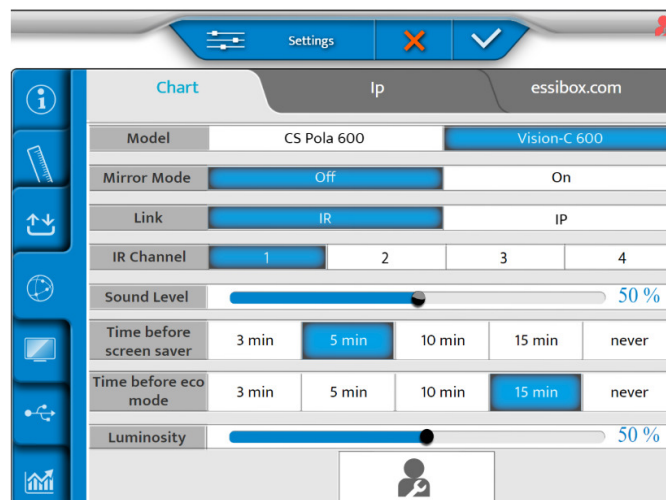 Settings
Chart Ip essibox.com
Model CS Pola 600 Vision-C 600
Mirror Mode Off On
Link IR IP
IR Channel 1 2 3 4
Sound Level 50 %
Time before
screen saver 3 min 5 min 10 min 15 min never
Time before eco
mode 3 min 5 min 10 min 15 min never
Luminosity 50 %